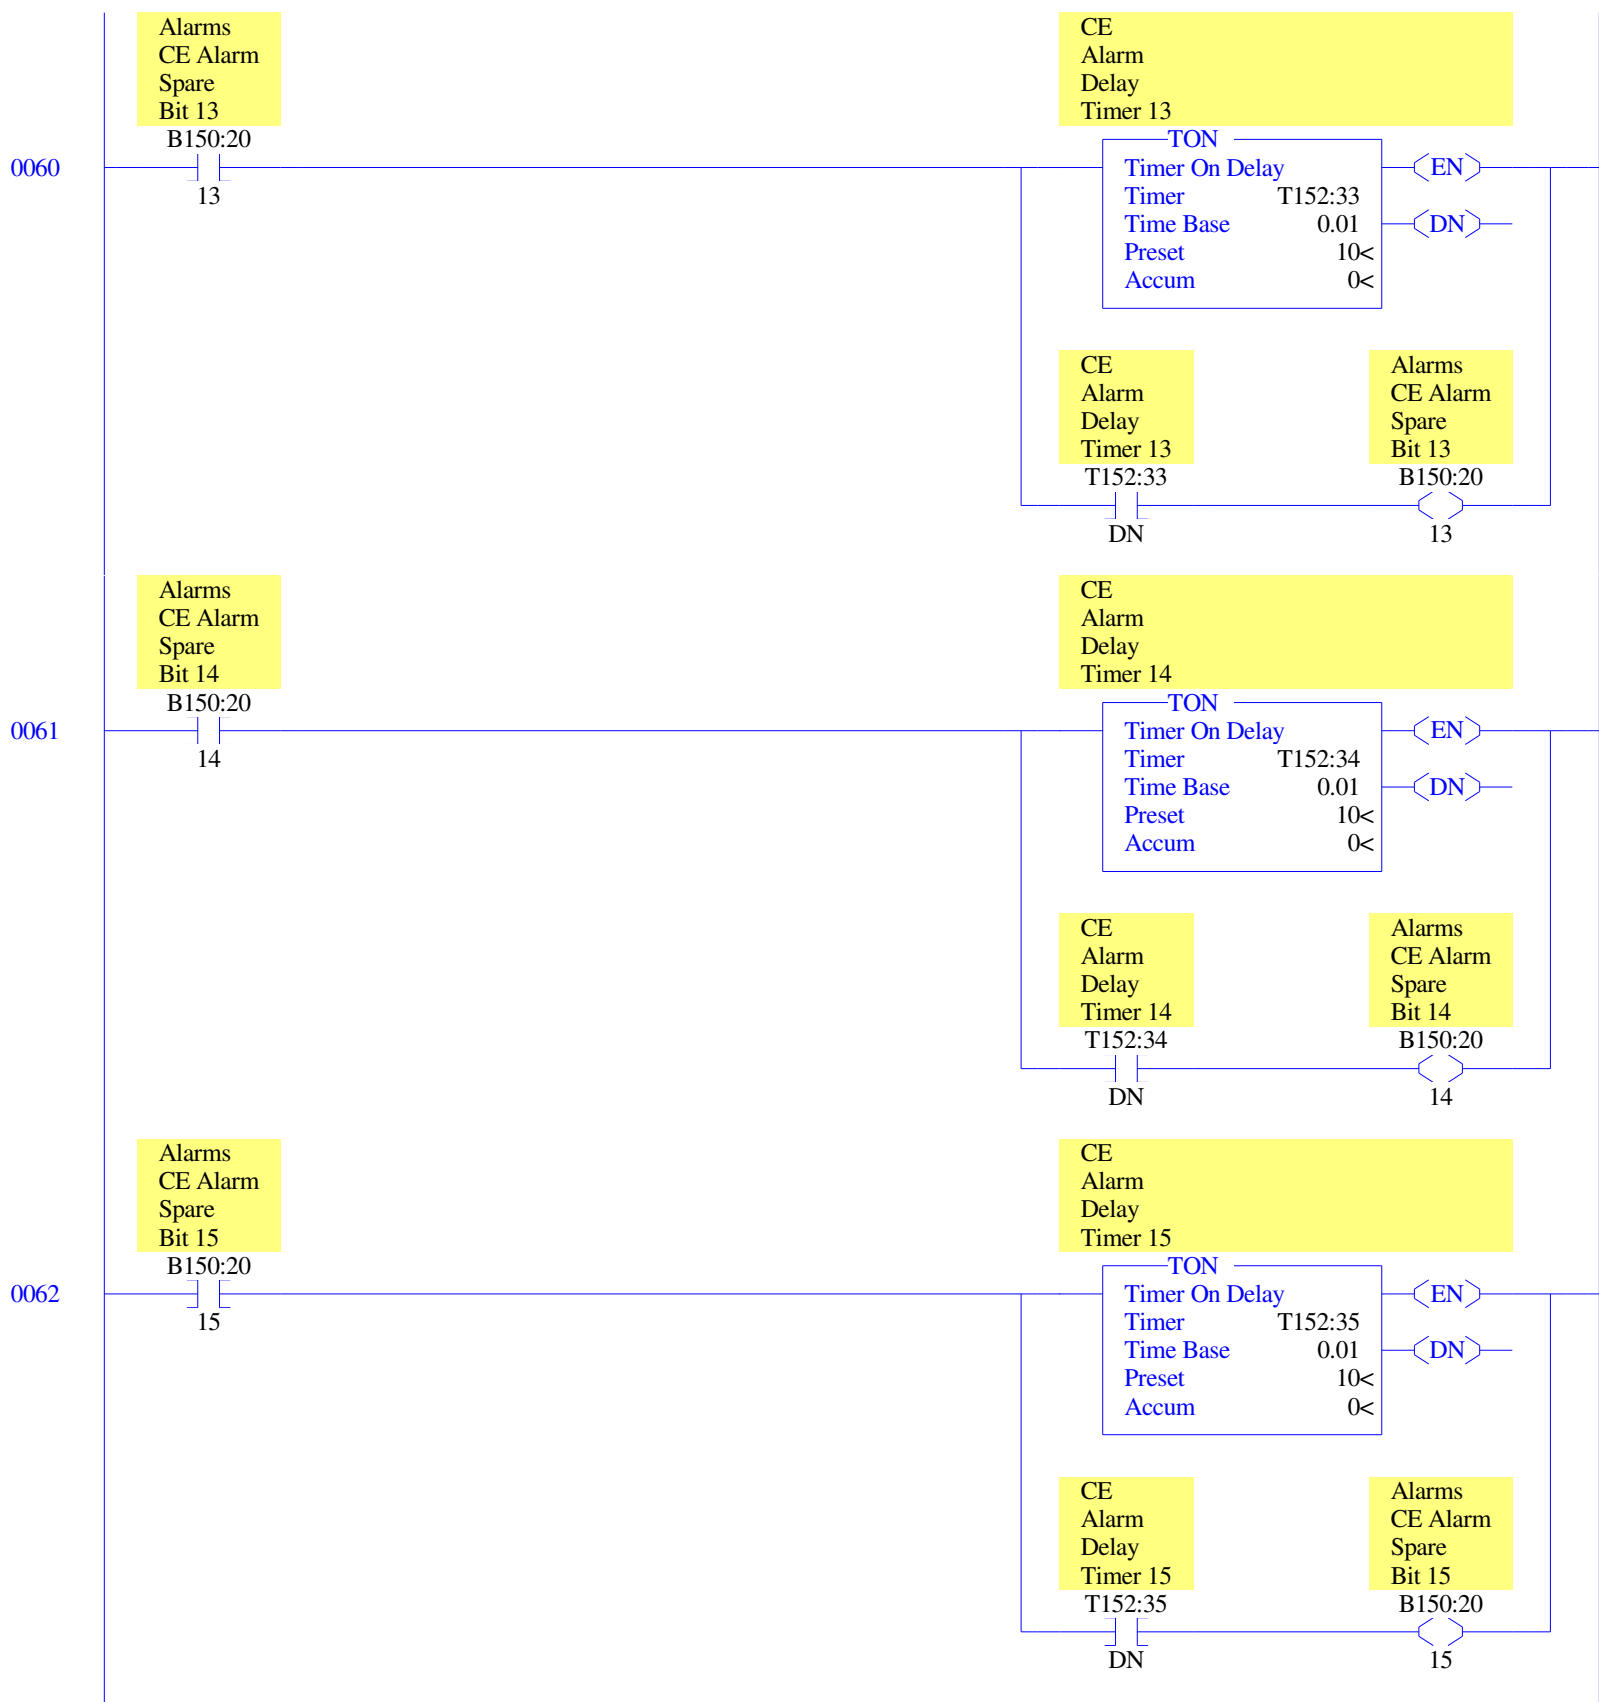 Alarms
CE Alarm
Spare
Bit 13
B150:20
13
0060
CE
Alarm
Delay
Timer 13
TON
Timer On Delay
Timer T152:33
Time Base 0.01
Preset 10<
Accum 0<
EN
DN
CE
Alarm
Delay
Timer 13
T152:33
DN
Alarms
CE Alarm
Spare
Bit 13
B150:20
13
Alarms
CE Alarm
Spare
Bit 14
B150:20
14
0061
CE
Alarm
Delay
Timer 14
TON
Timer On Delay
Timer T152:34
Time Base 0.01
Preset 10<
Accum 0<
EN
DN
CE
Alarm
Delay
Timer 14
T152:34
DN
Alarms
CE Alarm
Spare
Bit 14
B150:20
14
Alarms
CE Alarm
Spare
Bit 15
B150:20
15
0062
CE
Alarm
Delay
Timer 15
TON
Timer On Delay
Timer T152:35
Time Base 0.01
Preset 10<
Accum 0<
EN
DN
CE
Alarm
Delay
Timer 15
T152:35
DN
Alarms
CE Alarm
Spare
Bit 15
B150:20
15